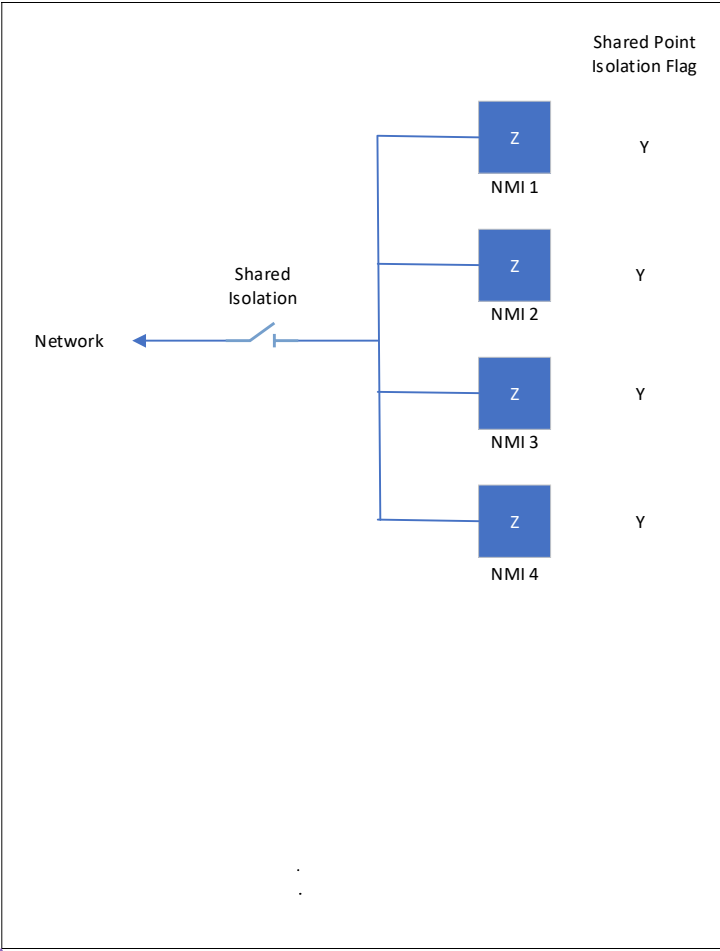 Shared Point
Isolation Flag
Z
Y
NMI 1
Z
Y
NMI 2
Shared
Isolation
Network
Z
Y
NMI 3
Z
Y
NMI 4
.
.